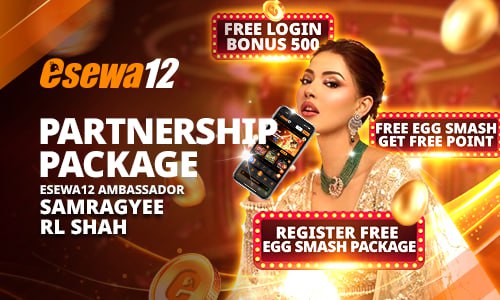 FREE LOGIN
BONUS 500
esewa12
PARTNERSHIP
PACKAGE
ESEWA12 AMBASSADOR
SAMRAGYEE
RL SHAH
FREE EGG SMASH
GET FREE POINT
REGISTER FREE
EGG SMASH PACKAGE